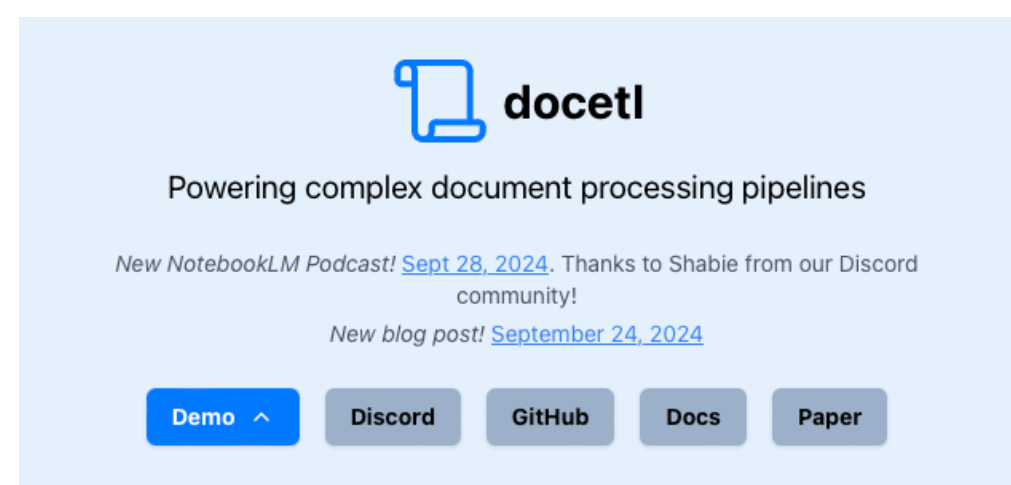 docetl
Powering complex document processing pipelines
New NotebookLM Podcast! Sept 28, 2024. Thanks to Shabie from our Discord
community!
New blog post! September 24, 2024
Demo Discord GitHub Docs Paper